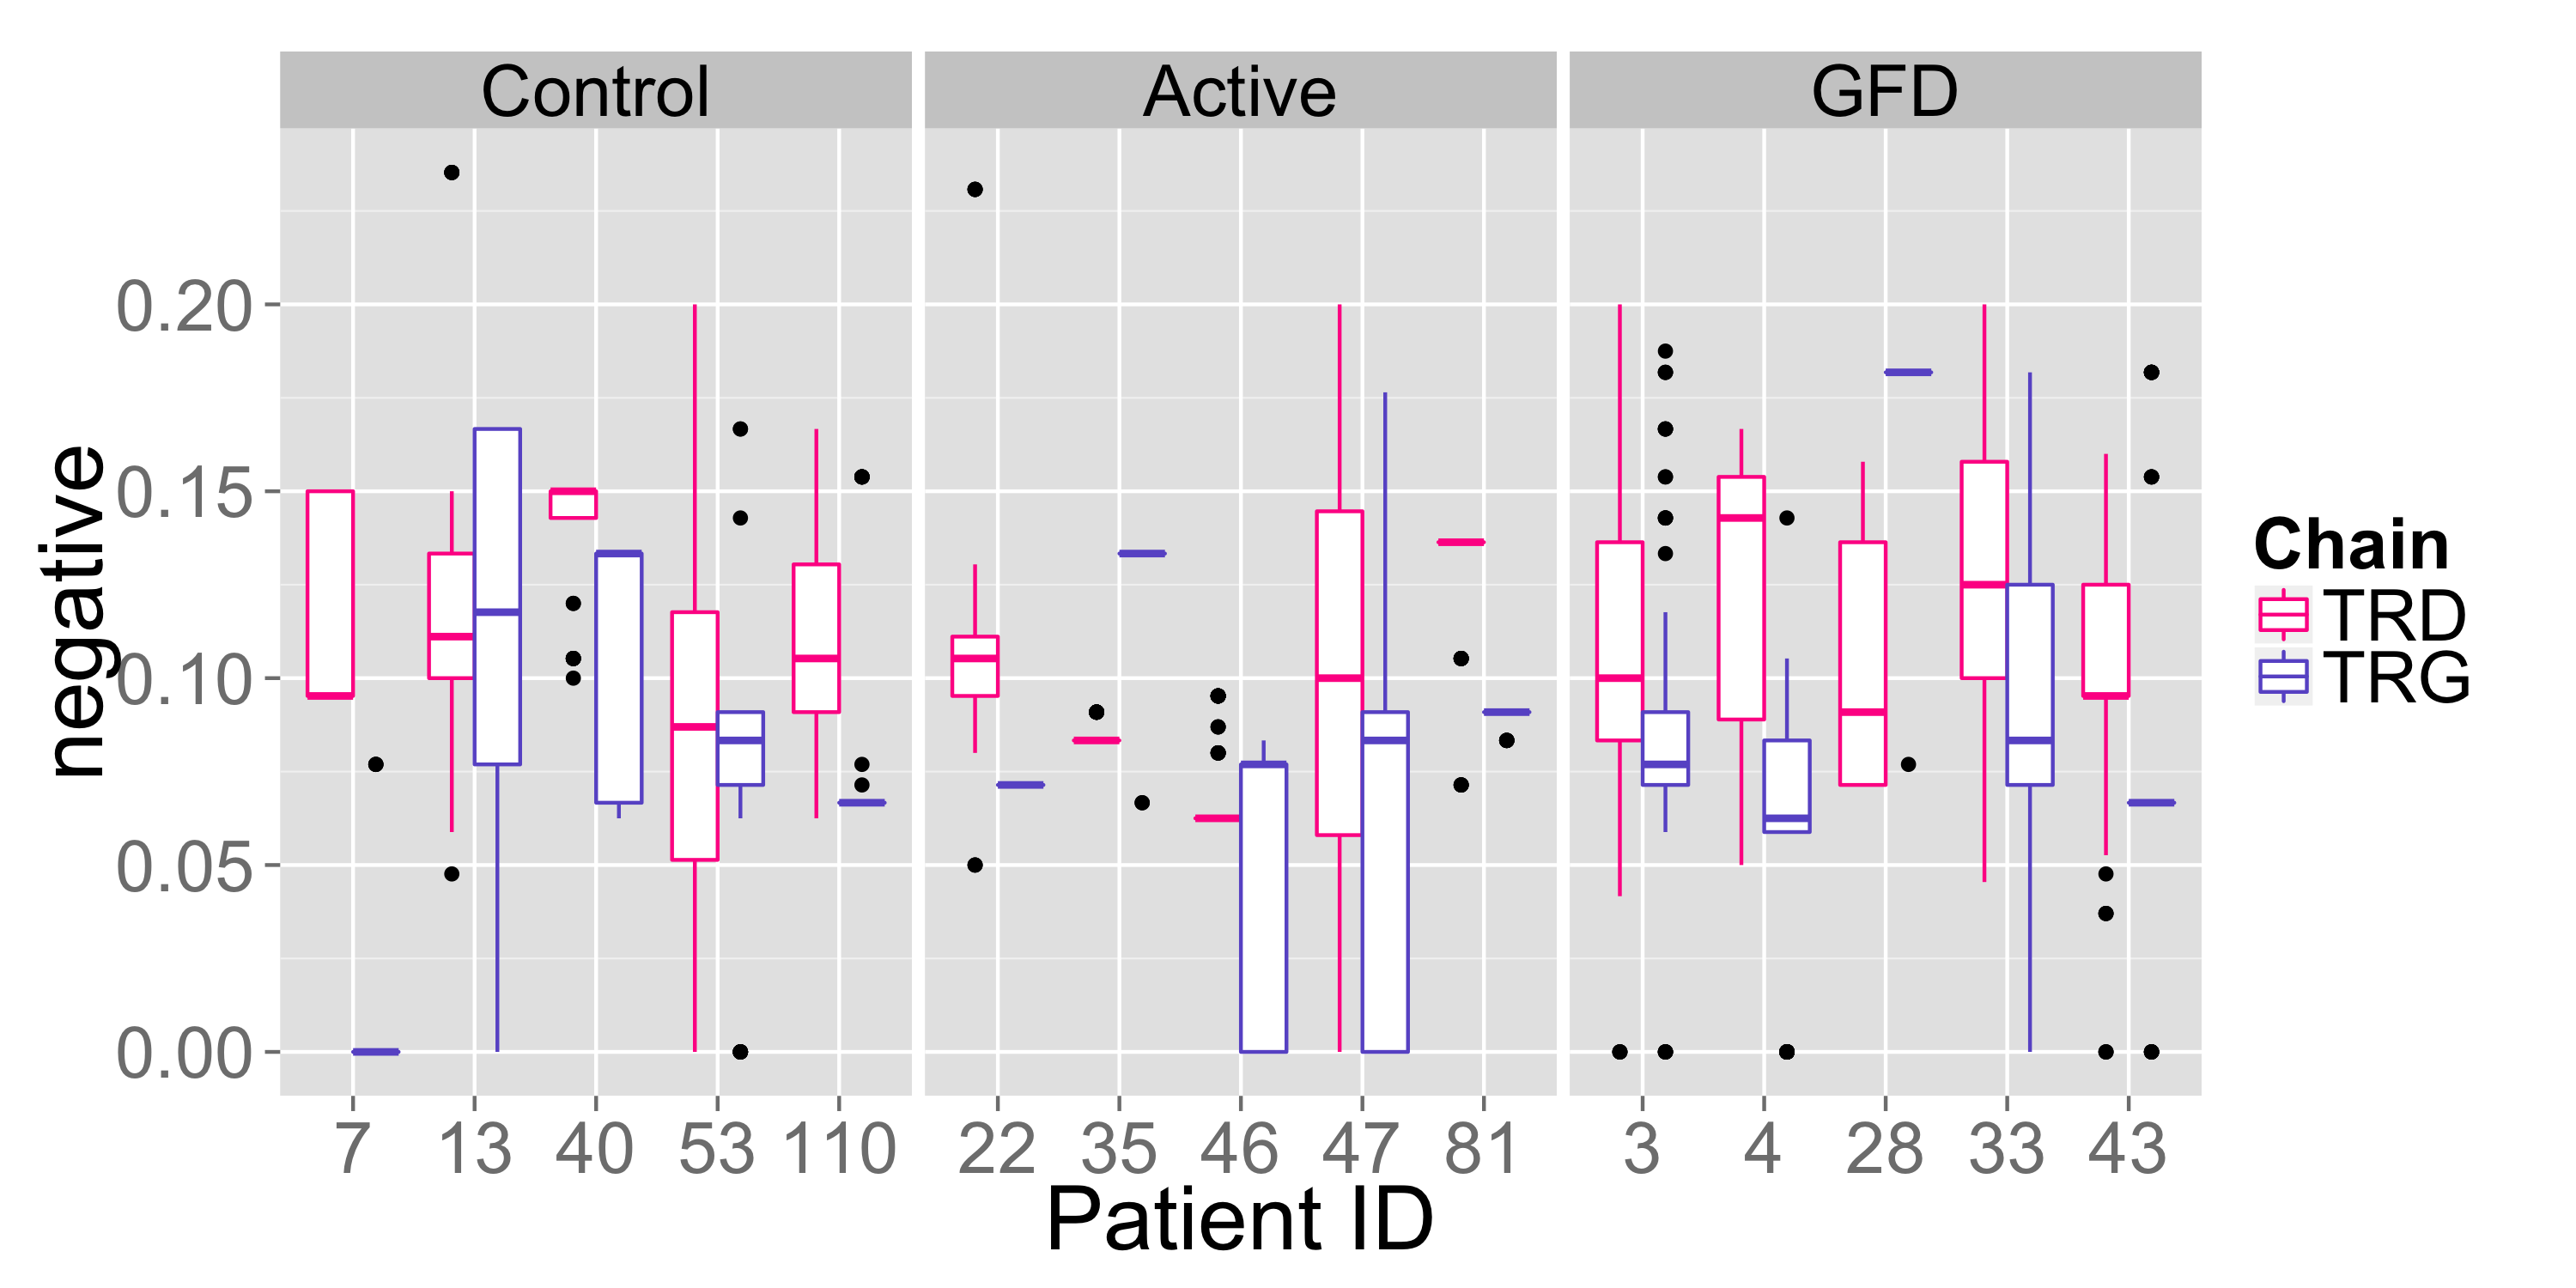 Control Active GFD
negative
0.20
0.15
0.10
0.05
0.00
7 13 40 53 110 22 35 46 47 81 3 4 28 33 43
Patient ID
Chain
TRD
TRG